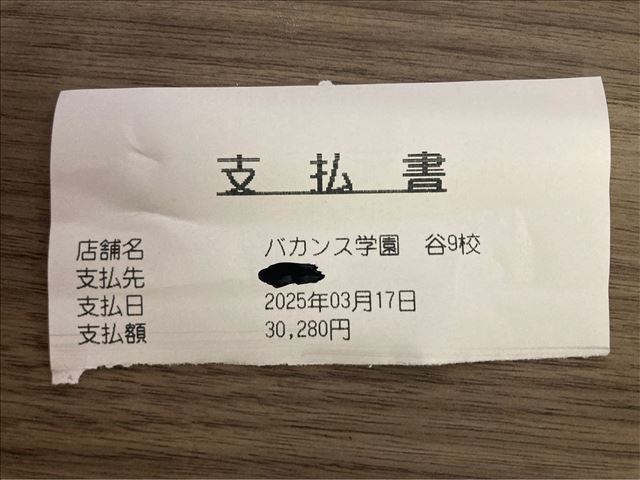 支払書
店舗名 バカンス学園 谷9校
支払先
支払日 2025年03月17日
支払額 30,280円